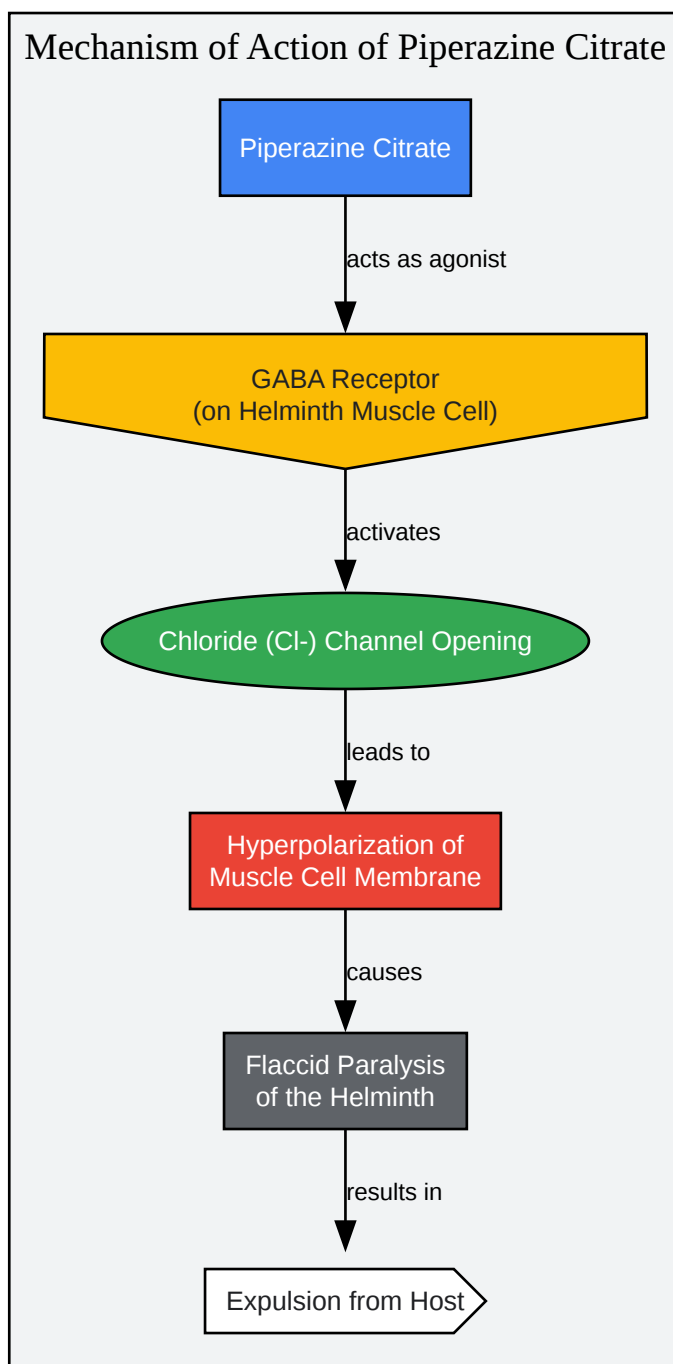 Mechanism of Action of Piperazine Citrate
Piperazine Citrate
acts as agonist
GABA Receptor
(on Helminth Muscle Cell)
activates
Chloride (Cl-) Channel Opening
leads to
Hyperpolarization of
Muscle Cell Membrane
causes
Flaccid Paralysis
of the Helminth
results in
Expulsion from Host